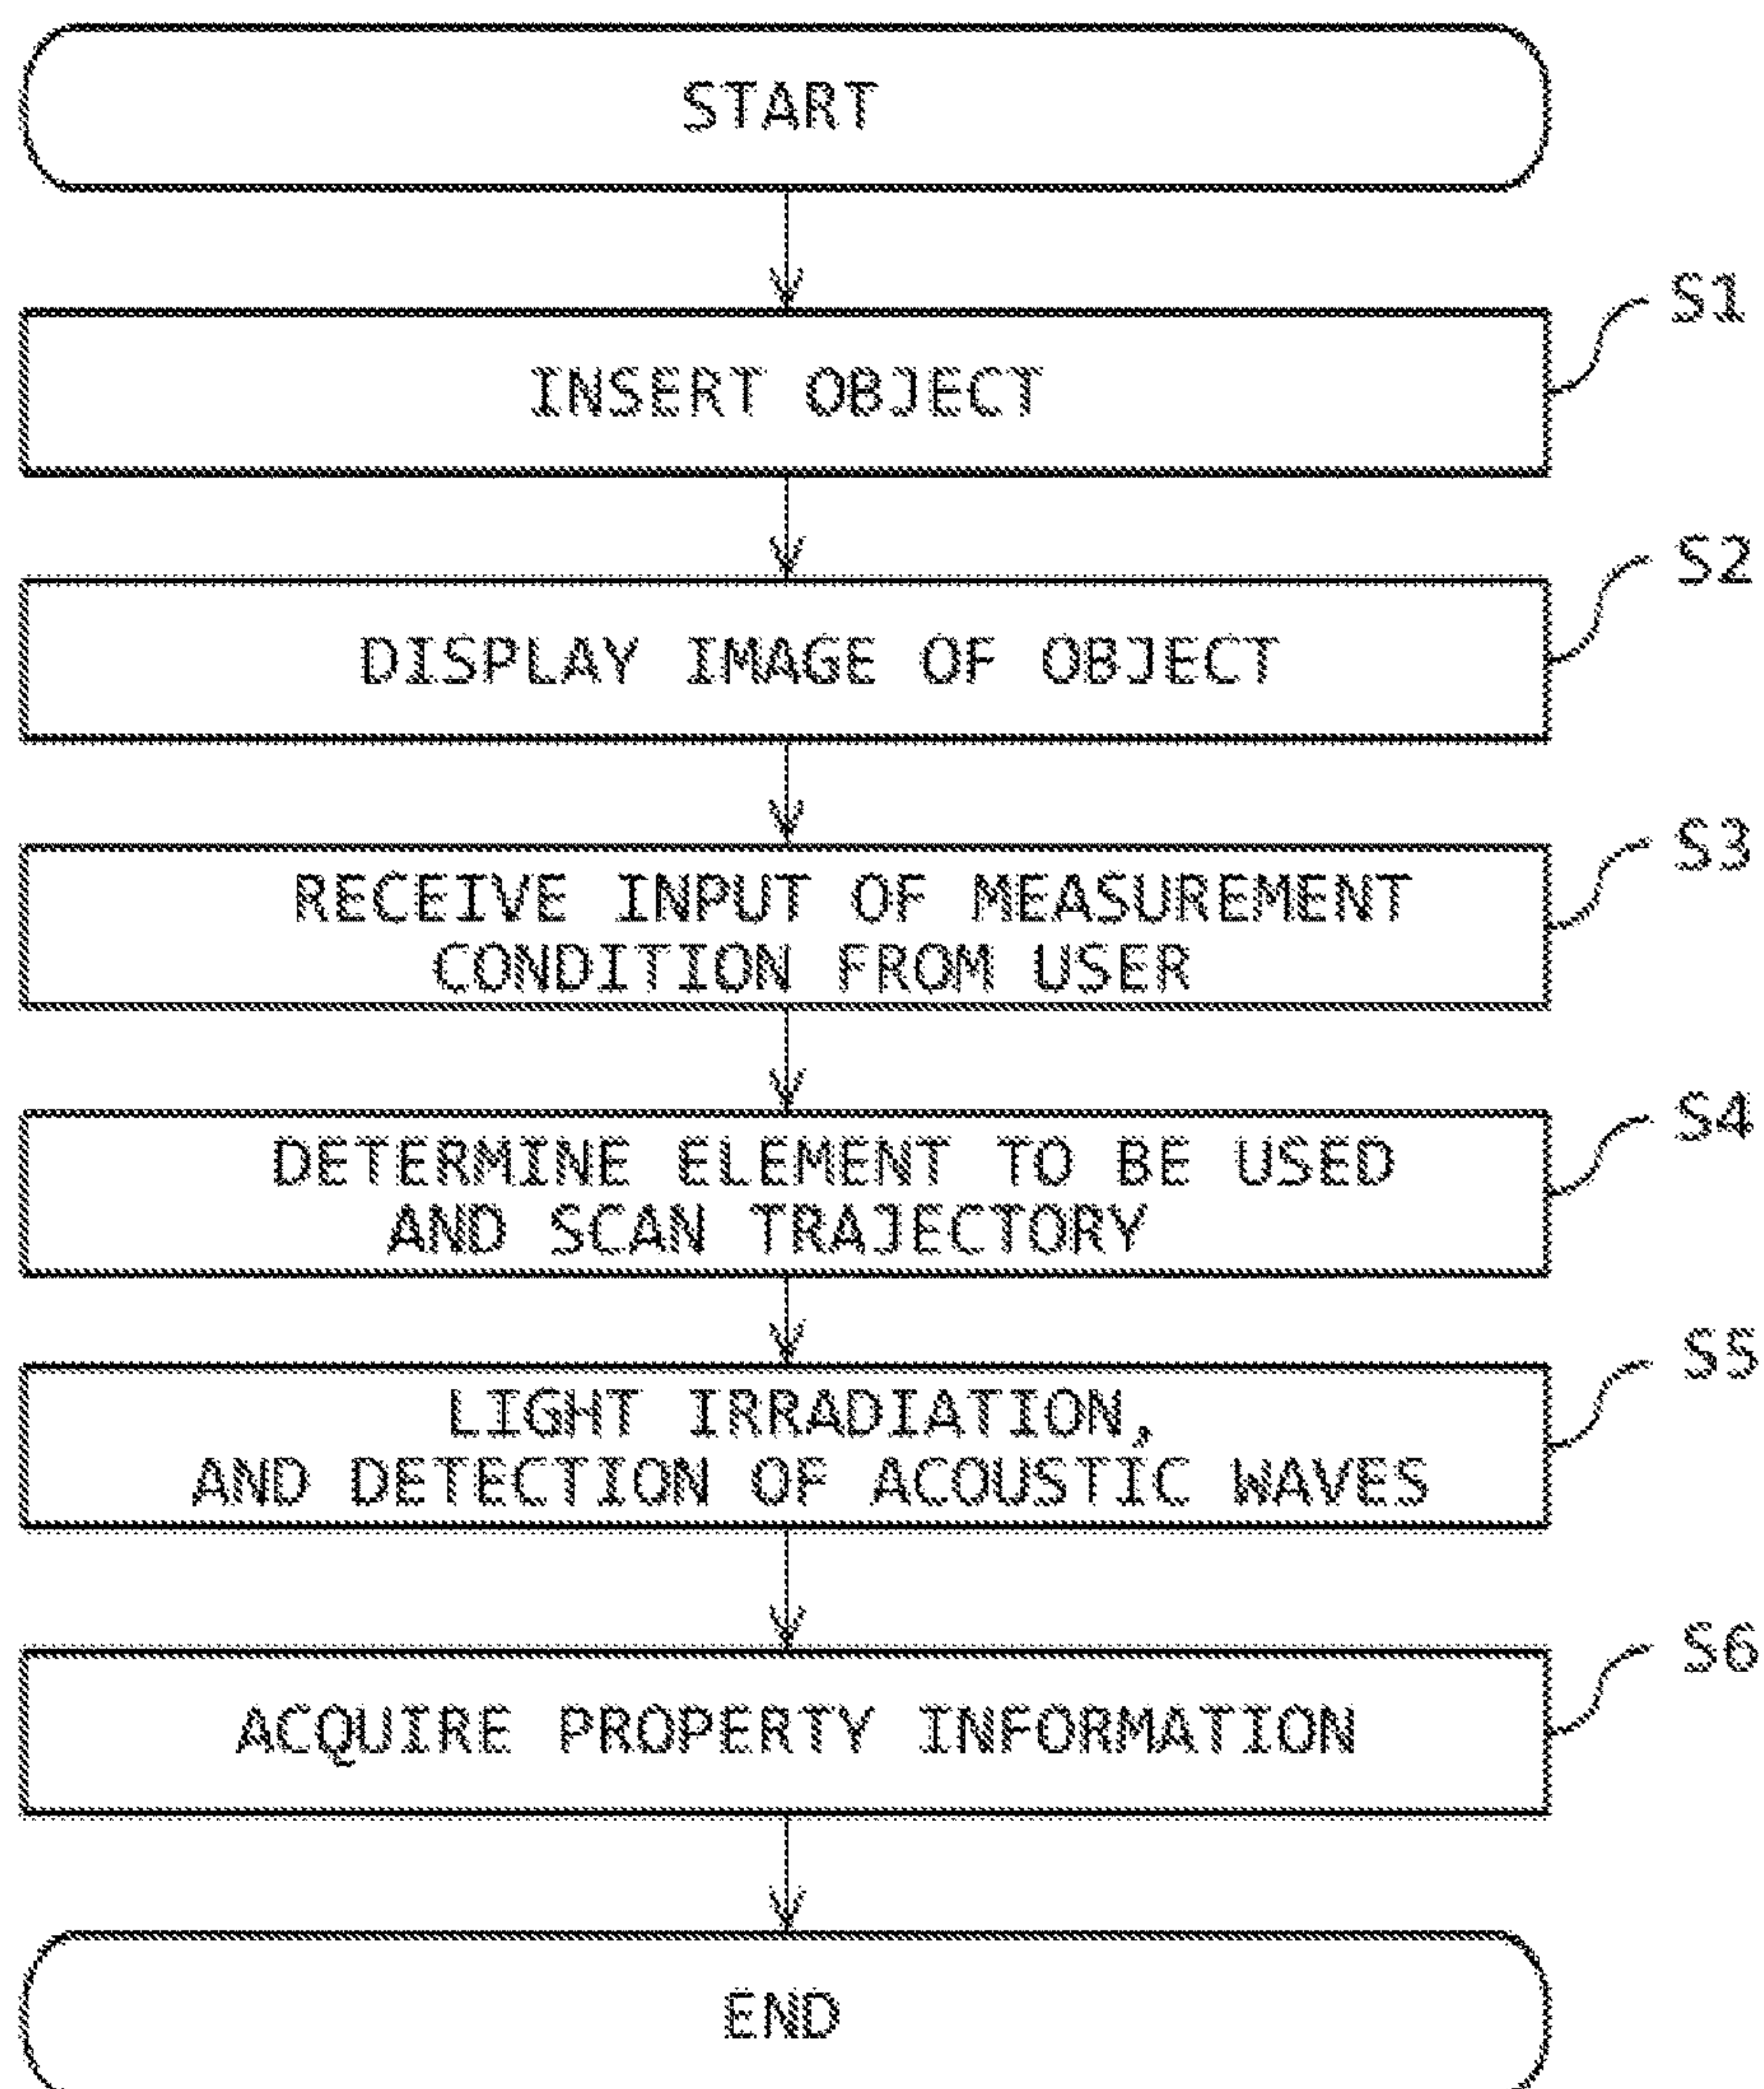 START
S1
INSERT OBJECT
S2
DISPLAY IMAGE OF OBJECT
S3
RECEIVE INPUT OF MEASUREMENT
CONDITION FROM USER
S4
DETERMINE ELEMENT TO BE USED
AND SCAN TRAJECTORY
S5
LIGHT IRRADIATION,
AND DETECTION OF ACOUSTIC WAVES
S6
ACQUIRE PROPERTY INFORMATION
END